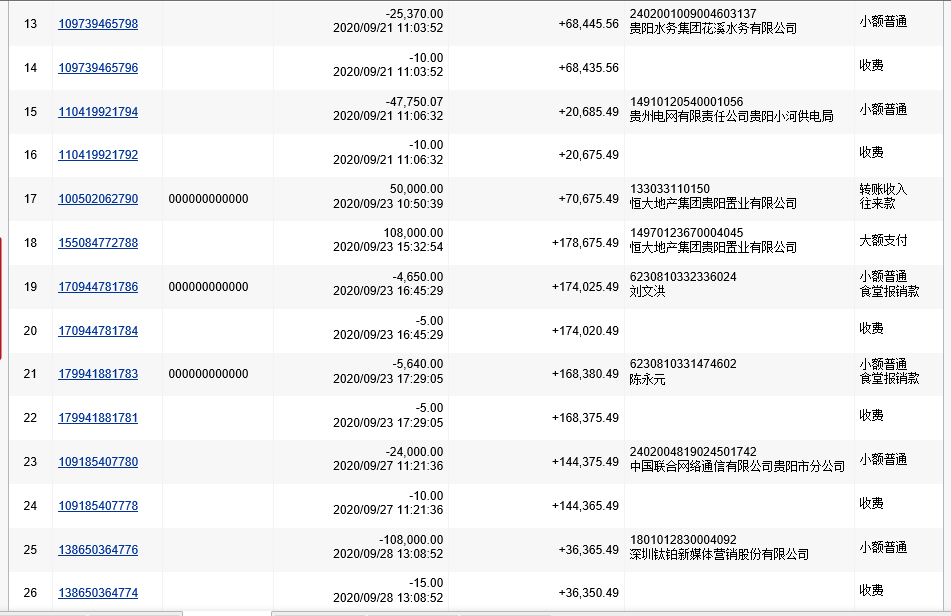 -25,370.00 2402001009004603137
13 109739465798 +68,445.56 小额普通
2020/09/21 11:03:52 贵阳水务集团花溪水务有限公司
-10.00
14 109739465796 +68,435.56 收费
2020/09/21 11:03:52
-47,750.07 14910120540001056
15 110419921794 +20,685.49 小额普通
2020/09/21 11:06:32 贵州电网有限责任公司贵阳小河供电局
-10.00
16 110419921792 +20,675.49 收费
2020/09/21 11:06:32
50,000.00 133033110150 转账收入
17 100502062790 000000000000 +70,675.49
2020/09/23 10:50:39 恒大地产集团贵阳置业有限公司 往来款
108,000.00 14970123670004045
18 155084772788 +178,675.49 大额支付
2020/09/23 15:32:54 恒大地产集团贵阳置业有限公司
-4,650.00 6230810332336024 小额普通
19 170944781786 000000000000 +174,025.49
2020/09/23 16:45:29 刘文洪 食堂报销款
-5.00
20 170944781784 +174,020.49 收费
2020/09/23 16:45:29
-5,640.00 6230810331474602 小额普通
21 179941881783 000000000000 +168,380.49
2020/09/23 17:29:05 陈永元 食堂报销款
-5.00
22 179941881781 +168,375.49 收费
2020/09/23 17:29:05
-24,000.00 2402004819024501742
23 109185407780 +144,375.49 小额普通
2020/09/27 11:21:36 中国联合网络通信有限公司贵阳市分公司
-10.00
24 109185407778 +144,365.49 收费
2020/09/27 11:21:36
-108,000.00 1801012830004092
25 138650364776 +36,365.49 小额普通
2020/09/28 13:08:52 深圳钛铂新媒体营销股份有限公司
-15.00
26 138650364774 +36,350.49 收费
2020/09/28 13:08:52